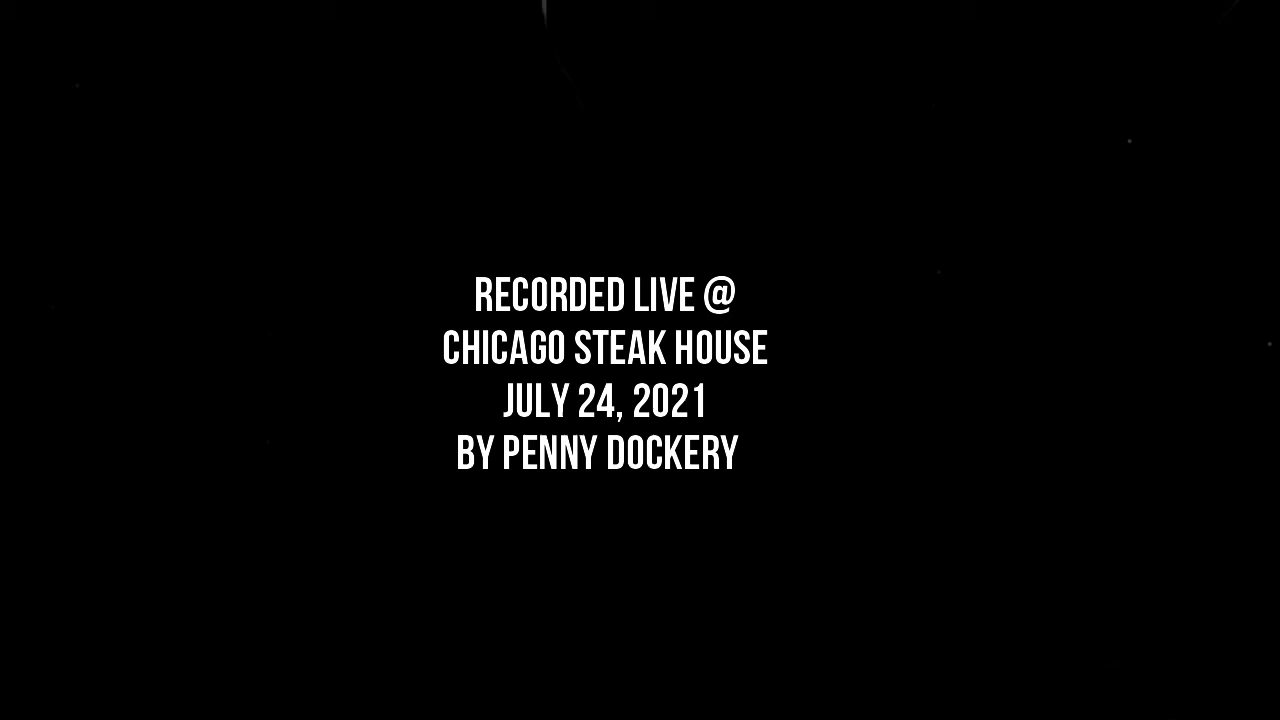 RECORDED LIVE @
CHICAGO STEAK HOUSE
JULY 24, 2021
BY PENNY DOCKERY